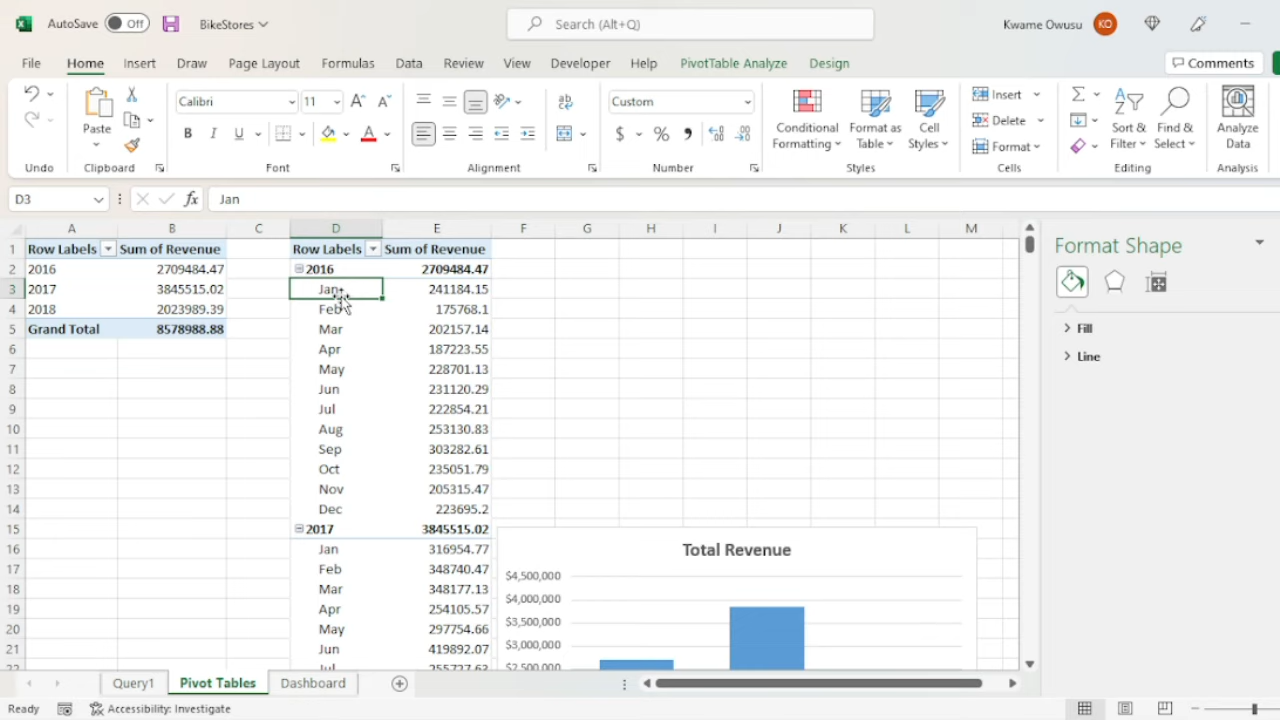 AutoSave Off BikeStores Search (Alt+Q) Kwame Owusu KO
File Home Insert Draw Page Layout Formulas Data Review View Developer Help PivotTable Analyze Design Comments
Paste Calibri 11 A A ab Custom Conditional Formatting Format as Table Cell Styles Insert Delete Format Sort & Filter Find & Select Analyze Data
B I U A $ % ,
Undo Clipboard Font Alignment Number Styles Cells Editing Analysis
D3 fx Jan
A B C D E F G H I J K L M
1 Row Labels Sum of Revenue Row Labels Sum of Revenue
2 2016 2709484.47 2016 2709484.47
3 2017 3845515.02 Jan 241184.15
4 2018 2023989.39 Feb 175768.1
5 Grand Total 8578988.88 Mar 202157.14
6 Apr 187223.55
7 May 228701.13
8 Jun 231120.29
9 Jul 222854.21
10 Aug 253130.83
11 Sep 303282.61
12 Oct 235051.79
13 Nov 205315.47
14 Dec 223695.2
15 2017 3845515.02
16 Jan 316954.77
17 Feb 348740.47
18 Mar 348177.13
19 Apr 254105.57
20 May 297754.66
21 Jun 419892.07
22 Jul 255727.63
Total Revenue
$4,500,000
$4,000,000
$3,500,000
$3,000,000
$2,500,000
Format Shape
Fill
Line
Query1 Pivot Tables Dashboard
Ready Accessibility: Investigate